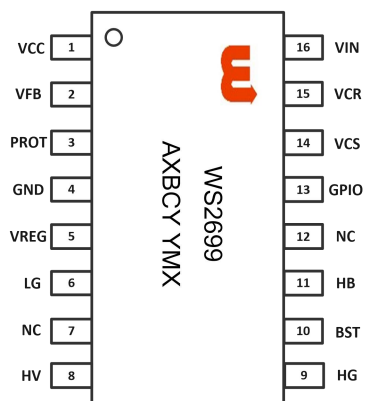 VCC 1 16 VIN
VFB 2 15 VCR
PROT 3 14 VCS
GND 4 13 GPIO
VREG 5 12 NC
LG 6 11 HB
NC 7 10 BST
HV 8 9 HG
WS2699
AXBCY YMX